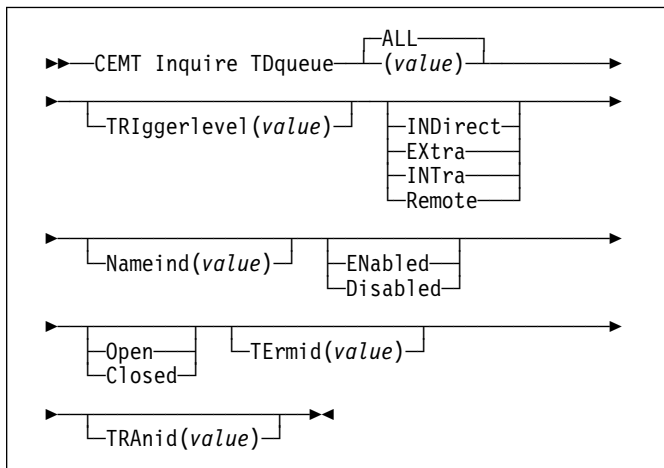 ALL
CEMT Inquire TDqueue (value)
TRIggerlevel(value) INDirect
EXtra
INTra
Remote
Nameind(value) ENabled
Disabled
Open TErmid(value)
Closed
TRAnid(value)